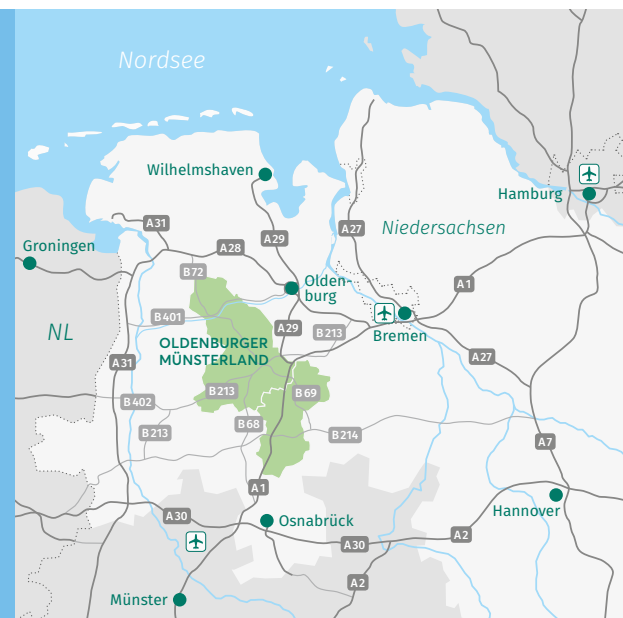 Nordsee
Wilhelmshaven
Hamburg
A31
A29
A27
Niedersachsen
Groningen
A28
B72
Olden-
burg
A1
B401
A29
B213
Bremen
NL
OLDENBURGER
MÜNSTERLAND
A31
A27
B213
B69
B402
B68
B213
B214
A7
A1
Hannover
A30
Osnabrück
A2
A30
A2
Münster